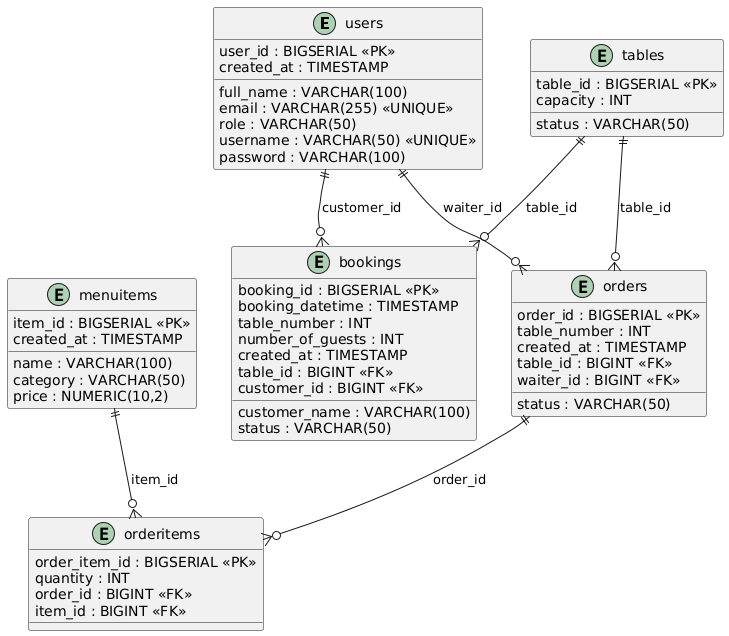 E users
user_id : BIGSERIAL «PK»
created_at : TIMESTAMP
full_name : VARCHAR(100)
email : VARCHAR(255) «UNIQUE»
role : VARCHAR(50)
username : VARCHAR(50) «UNIQUE»
password : VARCHAR(100)
E tables
table_id : BIGSERIAL «PK»
capacity : INT
status : VARCHAR(50)
customer_id
waiter_id
table_id
table_id
E bookings
booking_id : BIGSERIAL «PK»
booking_datetime : TIMESTAMP
table_number : INT
number_of_guests : INT
created_at : TIMESTAMP
table_id : BIGINT «FK»
customer_id : BIGINT «FK»
customer_name : VARCHAR(100)
status : VARCHAR(50)
E orders
order_id : BIGSERIAL «PK»
table_number : INT
created_at : TIMESTAMP
table_id : BIGINT «FK»
waiter_id : BIGINT «FK»
status : VARCHAR(50)
E menuitems
item_id : BIGSERIAL «PK»
created_at : TIMESTAMP
name : VARCHAR(100)
category : VARCHAR(50)
price : NUMERIC(10,2)
item_id
order_id
E orderitems
order_item_id : BIGSERIAL «PK»
quantity : INT
order_id : BIGINT «FK»
item_id : BIGINT «FK»